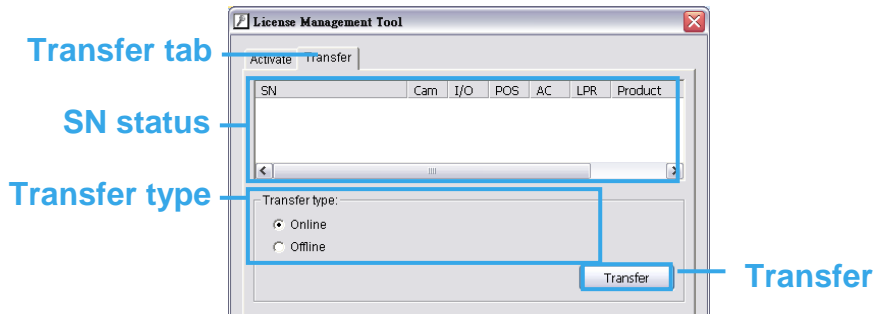 License Management Tool
Transfer tab
Activate Transfer
SN Cam I/O POS AC LPR Product
SN status
Transfer type
Transfer type:
Online
Offline
Transfer
Transfer